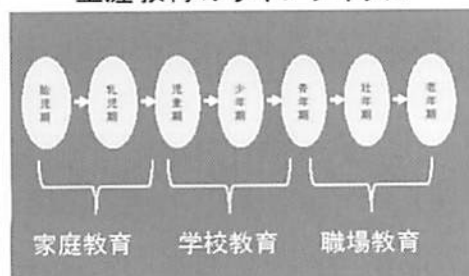 胎児期
乳児期
児童期
少年期
青年期
壮年期
老年期
家庭教育
学校教育
職場教育